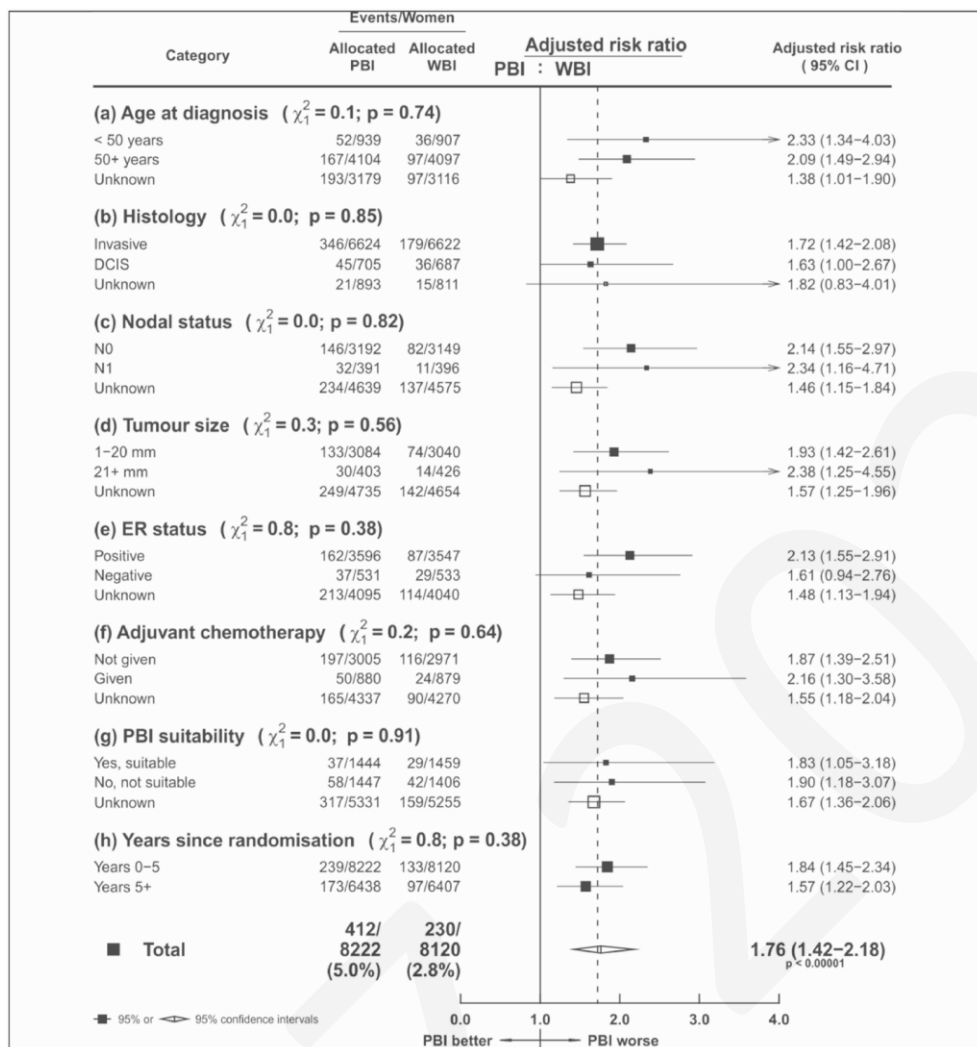 Events/Women
Category
Allocated PBI
Allocated WBI
Adjusted risk ratio
PBI : WBI
Adjusted risk ratio
( 95% CI )
(a) Age at diagnosis ( χ²₁ = 0.1; p = 0.74)
< 50 years 52/939 36/907 2.33 (1.34−4.03)
50+ years 167/4104 97/4097 2.09 (1.49−2.94)
Unknown 193/3179 97/3116 1.38 (1.01−1.90)
(b) Histology ( χ²₁ = 0.0; p = 0.85)
Invasive 346/6624 179/6622 1.72 (1.42−2.08)
DCIS 45/705 36/687 1.63 (1.00−2.67)
Unknown 21/893 15/811 1.82 (0.83−4.01)
(c) Nodal status ( χ²₁ = 0.0; p = 0.82)
N0 146/3192 82/3149 2.14 (1.55−2.97)
N1 32/391 11/396 2.34 (1.16−4.71)
Unknown 234/4639 137/4575 1.46 (1.15−1.84)
(d) Tumour size ( χ²₁ = 0.3; p = 0.56)
1−20 mm 133/3084 74/3040 1.93 (1.42−2.61)
21+ mm 30/403 14/426 2.38 (1.25−4.55)
Unknown 249/4735 142/4654 1.57 (1.25−1.96)
(e) ER status ( χ²₁ = 0.8; p = 0.38)
Positive 162/3596 87/3547 2.13 (1.55−2.91)
Negative 37/531 29/533 1.61 (0.94−2.76)
Unknown 213/4095 114/4040 1.48 (1.13−1.94)
(f) Adjuvant chemotherapy ( χ²₁ = 0.2; p = 0.64)
Not given 197/3005 116/2971 1.87 (1.39−2.51)
Given 50/880 24/879 2.16 (1.30−3.58)
Unknown 165/4337 90/4270 1.55 (1.18−2.04)
(g) PBI suitability ( χ²₁ = 0.0; p = 0.91)
Yes, suitable 37/1444 29/1459 1.83 (1.05−3.18)
No, not suitable 58/1447 42/1406 1.90 (1.18−3.07)
Unknown 317/5331 159/5255 1.67 (1.36−2.06)
(h) Years since randomisation ( χ²₁ = 0.8; p = 0.38)
Years 0−5 239/8222 133/8120 1.84 (1.45−2.34)
Years 5+ 173/6438 97/6407 1.57 (1.22−2.03)
412/ 230/
Total 8222 8120 1.76 (1.42−2.18)
(5.0%) (2.8%) p < 0.00001
95% or 95% confidence intervals
0.0 1.0 2.0 3.0 4.0
PBI better PBI worse